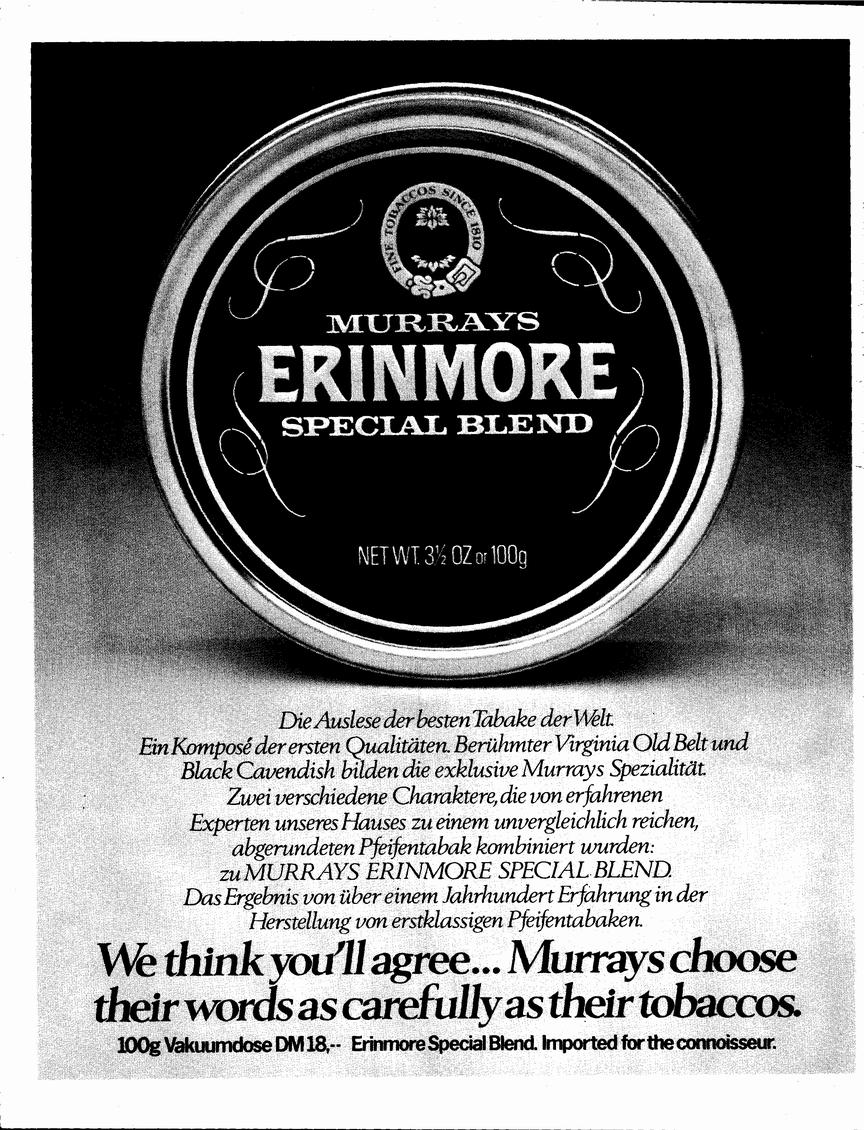 FINE TOBACCOS SINCE 1810
MURRAYS
ERINMORE
SPECIAL BLEND
NET WT. 3½ OZ or 100g
Die Auslese der besten Tabake der Welt.
Ein Komposé der ersten Qualitäten. Berühmter Virginia Old Belt und
Black Cavendish bilden die exklusive Murrays Spezialität.
Zwei verschiedene Charaktere, die von erfahrenen
Experten unseres Hauses zu einem unvergleichlich reichen,
abgerundeten Pfeifentabak kombiniert wurden:
zu MURRAYS ERINMORE SPECIAL BLEND.
Das Ergebnis von über einem Jahrhundert Erfahrung in der
Herstellung von erstklassigen Pfeifentabaken.
We think you'll agree... Murrays choose
their words as carefully as their tobaccos.
100g Vakuumdose DM 18,-- Erinmore Special Blend. Imported for the connoisseur.